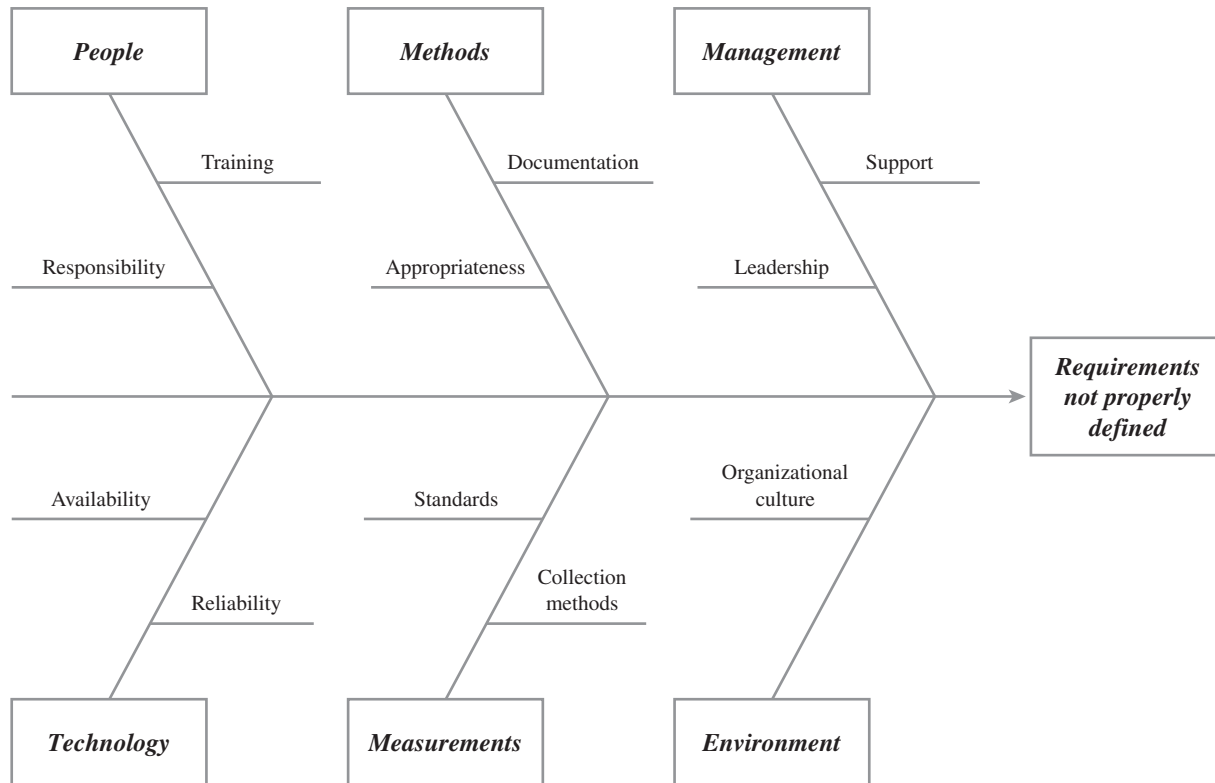 People
Methods
Management
Training
Documentation
Support
Responsibility
Appropriateness
Leadership
Requirements
not properly
defined
Availability
Standards
Organizational
culture
Reliability
Collection
methods
Technology
Measurements
Environment